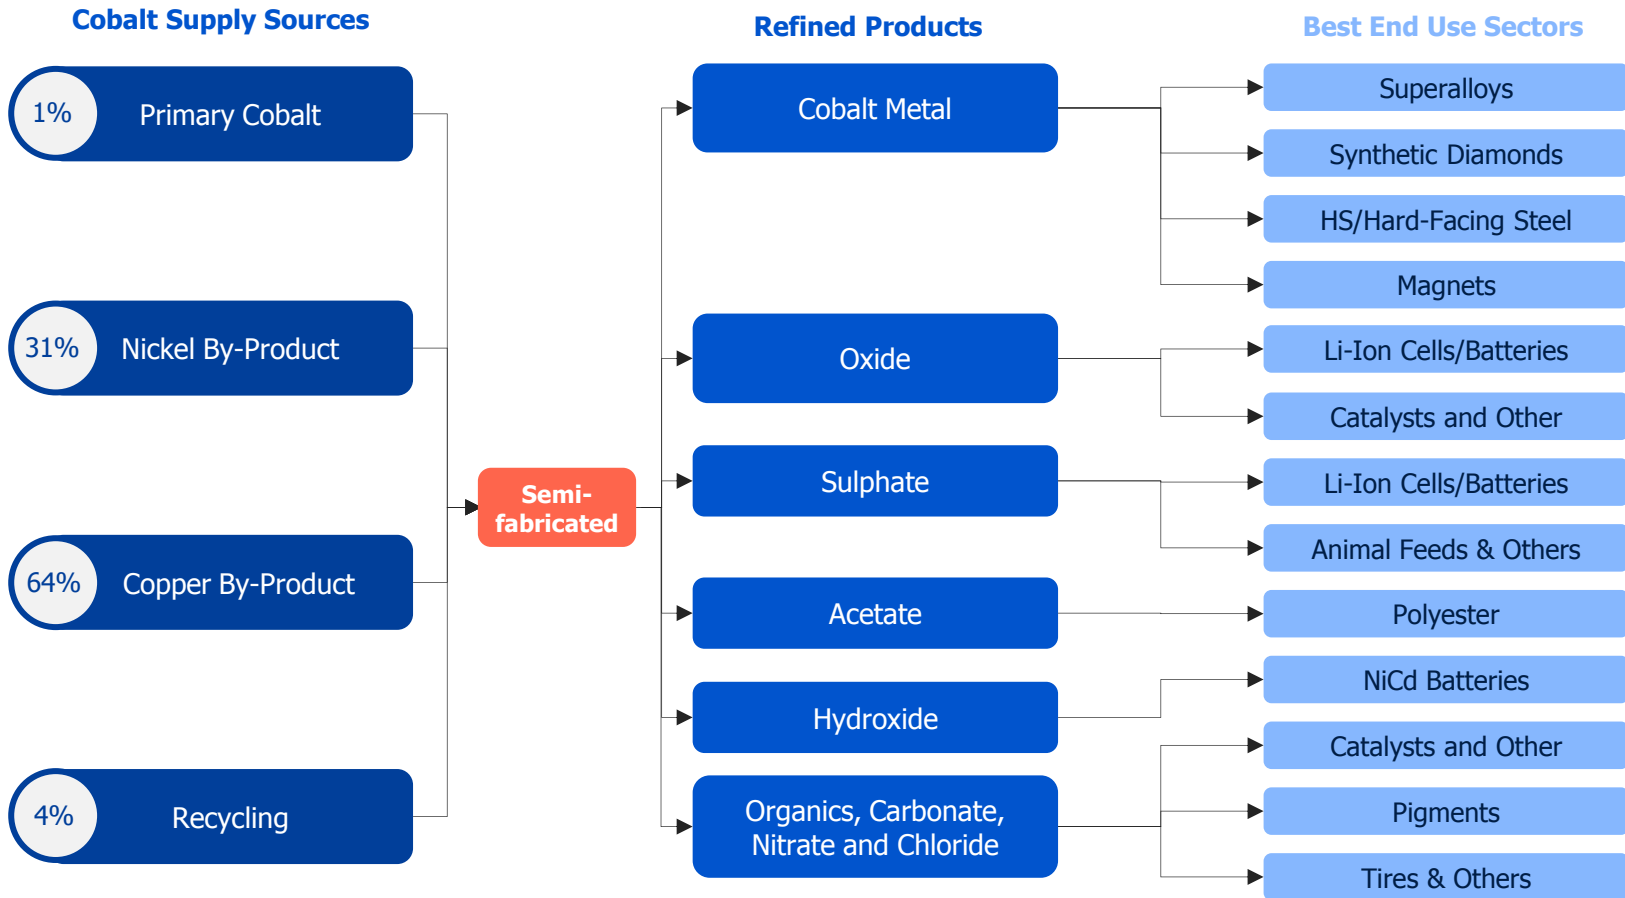 Cobalt Supply Sources
1%
Primary Cobalt
31%
Nickel By-Product
64%
Copper By-Product
4%
Recycling
Semi-
fabricated
Refined Products
Cobalt Metal
Oxide
Sulphate
Acetate
Hydroxide
Organics, Carbonate,
Nitrate and Chloride
Best End Use Sectors
Superalloys
Synthetic Diamonds
HS/Hard-Facing Steel
Magnets
Li-Ion Cells/Batteries
Catalysts and Other
Li-Ion Cells/Batteries
Animal Feeds & Others
Polyester
NiCd Batteries
Catalysts and Other
Pigments
Tires & Others